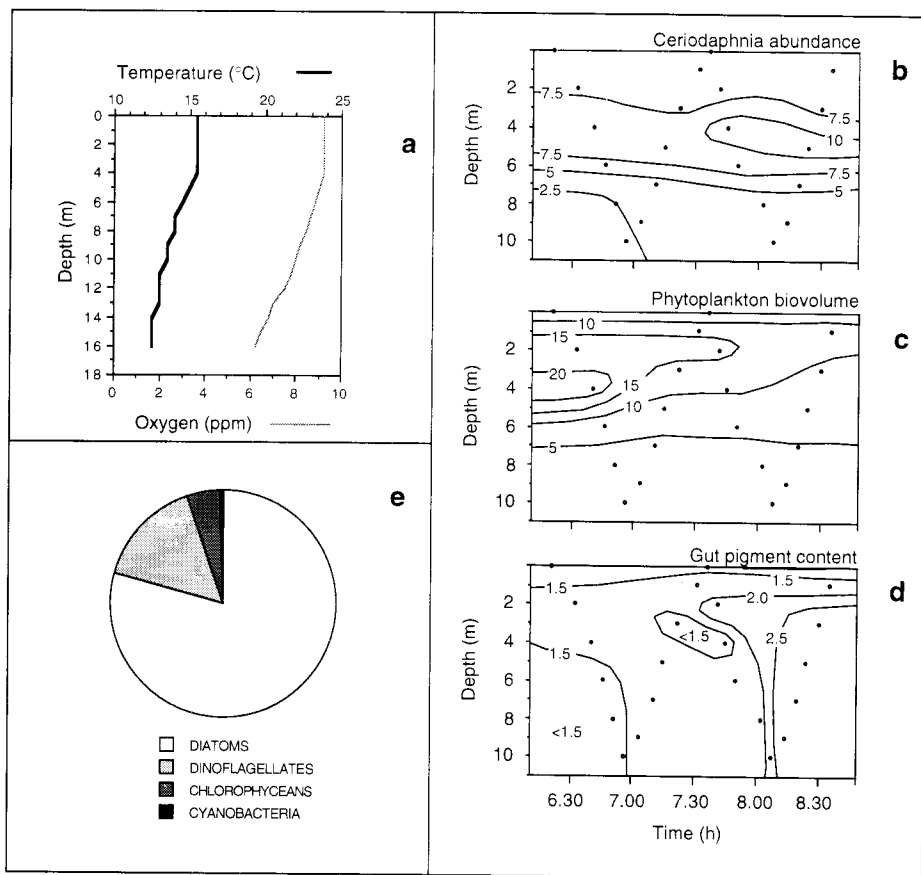 Temperature (°C)
10 15 20 25
a
0
2
4
6
8
10
12
14
16
18
Depth (m)
0 2 4 6 8 10
Oxygen (ppm)
e
DIATOMS
DINOFLAGELLATES
CHLOROPHYCEANS
CYANOBACTERIA
Ceriodaphnia abundance
b
Depth (m)
2
4
6
8
10
7.5
7.5
10
7.5
7.5
5
5
2.5
Phytoplankton biovolume
c
Depth (m)
2
4
6
8
10
10
15
20
15
10
5
Gut pigment content
d
Depth (m)
2
4
6
8
10
1.5
1.5
2.0
<1.5
2.5
1.5
<1.5
6.30 7.00 7.30 8.00 8.30
Time (h)